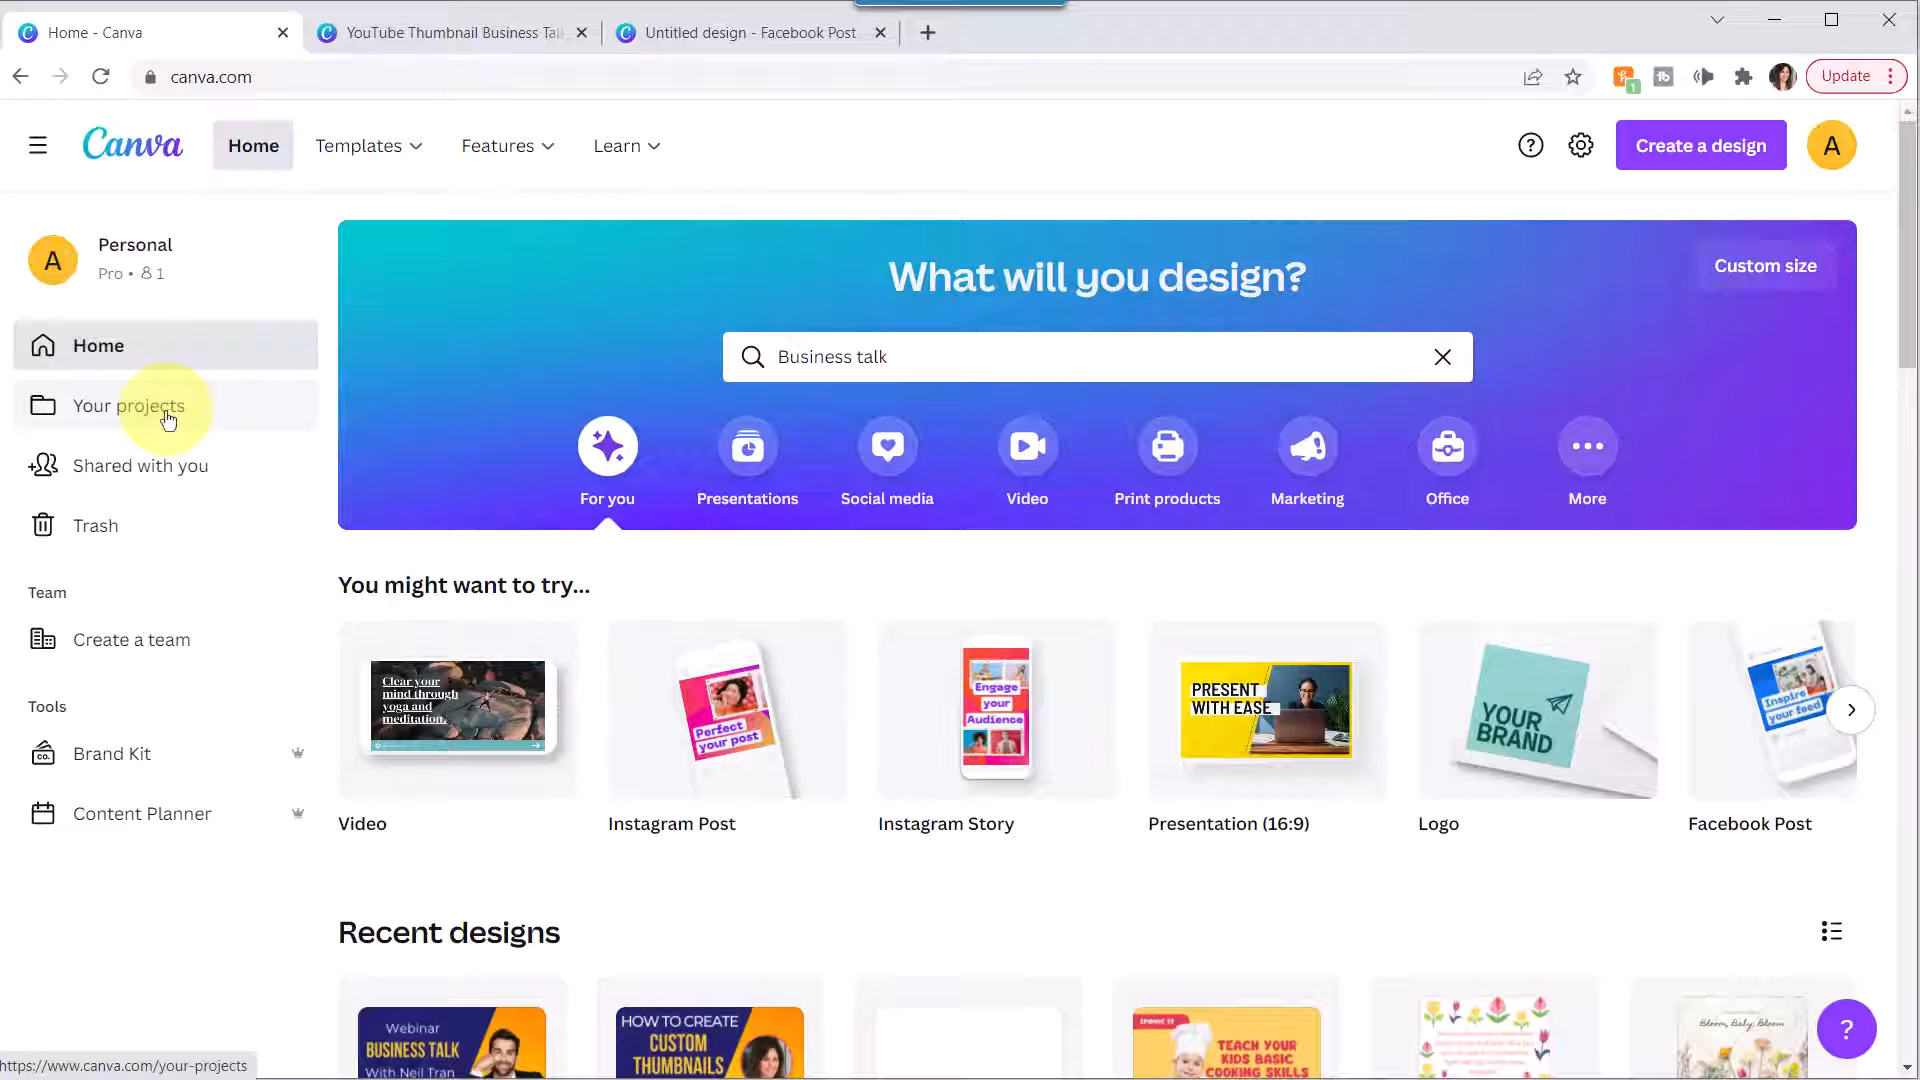 Home - Canva
YouTube Thumbnail Business Tal
Untitled design - Facebook Post
canva.com
1
Update
Canva
Home
Templates
Features
Learn
Create a design
A
A
Personal
Pro • 1
Home
Your projects
Shared with you
Trash
Team
Create a team
Tools
Brand Kit
Content Planner
What will you design?
Custom size
Business talk
For you
Presentations
Social media
Video
Print products
Marketing
Office
More
You might want to try...
Clear your
mind through
yoga and
meditation.
Perfect
your post
Engage
your
Audience
PRESENT
WITH EASE
YOUR
BRAND
Inspire
your feed
Video
Instagram Post
Instagram Story
Presentation (16:9)
Logo
Facebook Post
Recent designs
Webinar
BUSINESS TALK
With Neil Tran
HOW TO CREATE
CUSTOM
THUMBNAILS
TEACH YOUR
KIDS BASIC
COOKING SKILLS
Bloom, Baby, Bloom
?
https://www.canva.com/your-projects